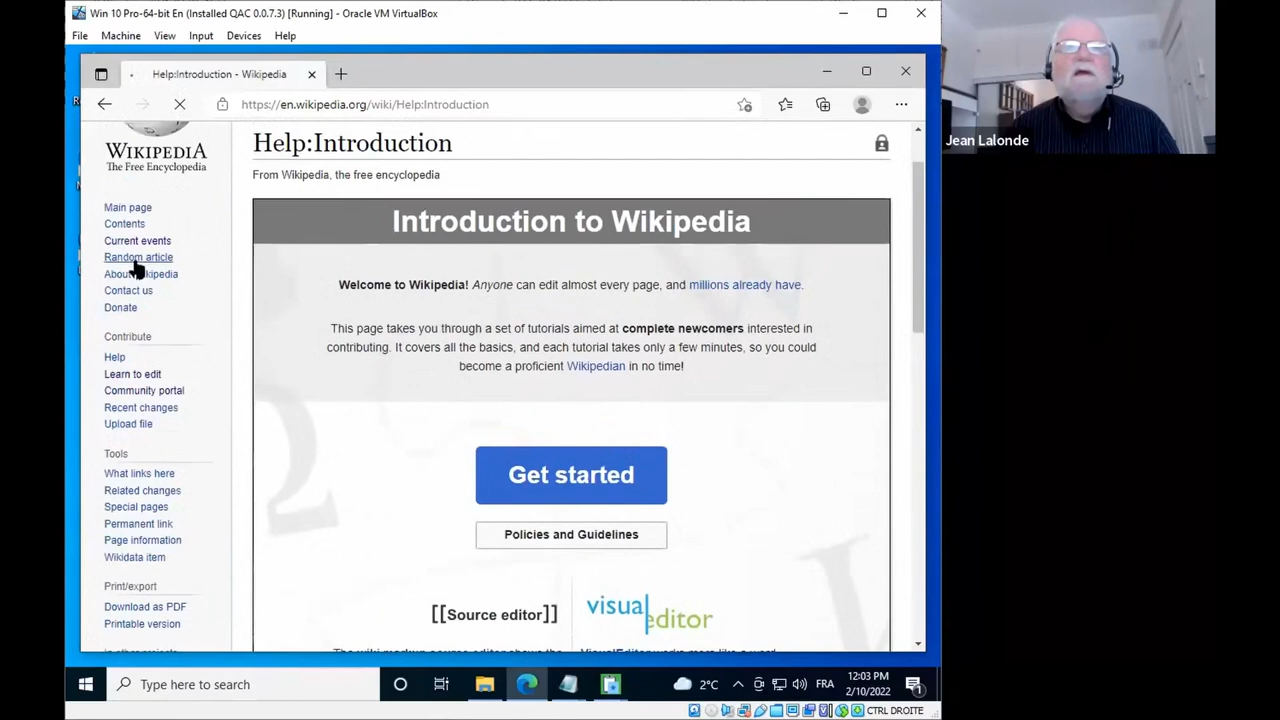 Win 10 Pro-64-bit En (Installed QAC 0.0.7.3) [Running] - Oracle VM VirtualBox
File Machine View Input Devices Help
Help:Introduction - Wikipedia
https://en.wikipedia.org/wiki/Help:Introduction
Jean Lalonde
WIKIPEDIA
The Free Encyclopedia
Main page
Contents
Current events
Random article
Contact us
Donate
Contribute
Help
Learn to edit
Community portal
Recent changes
Upload file
Tools
What links here
Related changes
Special pages
Permanent link
Page information
Wikidata item
Print/export
Download as PDF
Printable version
Help:Introduction
From Wikipedia, the free encyclopedia
Introduction to Wikipedia
Welcome to Wikipedia! Anyone can edit almost every page, and millions already have.
This page takes you through a set of tutorials aimed at complete newcomers interested in
contributing. It covers all the basics, and each tutorial takes only a few minutes, so you could
become a proficient Wikipedian in no time!
Get started
Policies and Guidelines
[[Source editor]]
visual
editor
Type here to search
2°C
FRA
12:03 PM
2/10/2022
1
CTRL DROITE